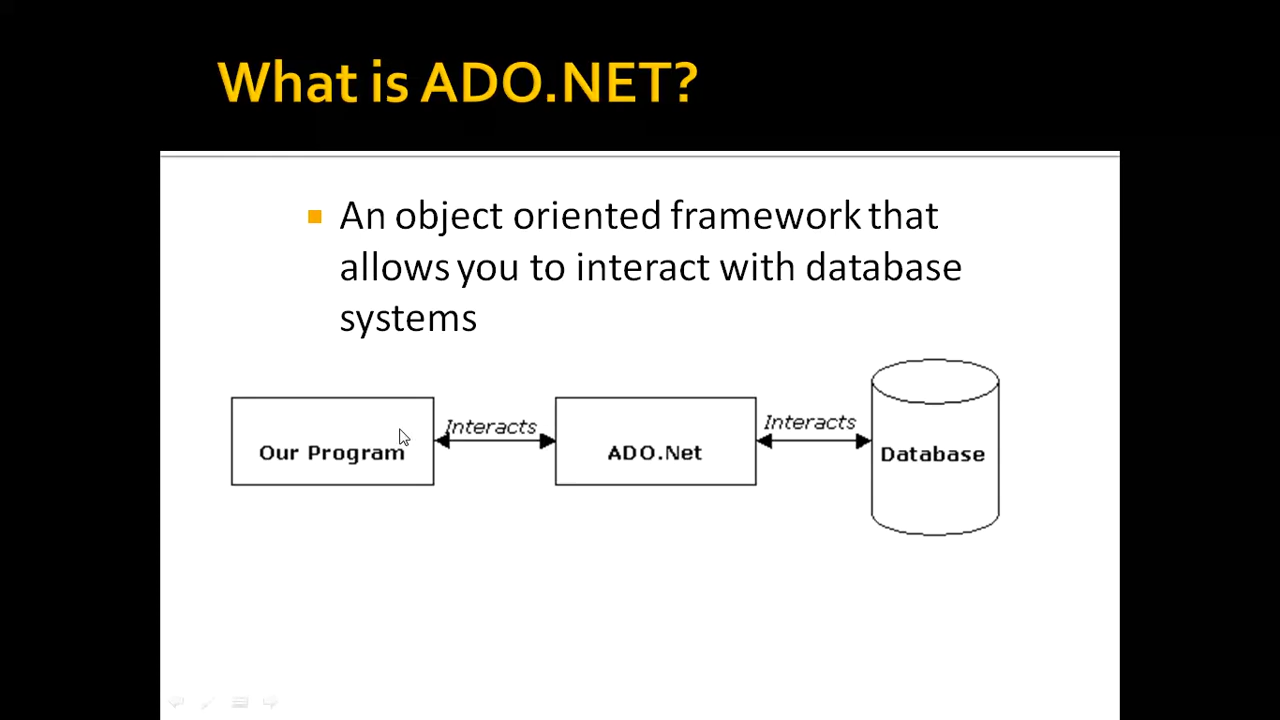 What is ADO.NET?
An object oriented framework that
allows you to interact with database
systems
Our Program
Interacts
ADO.Net
Interacts
Database